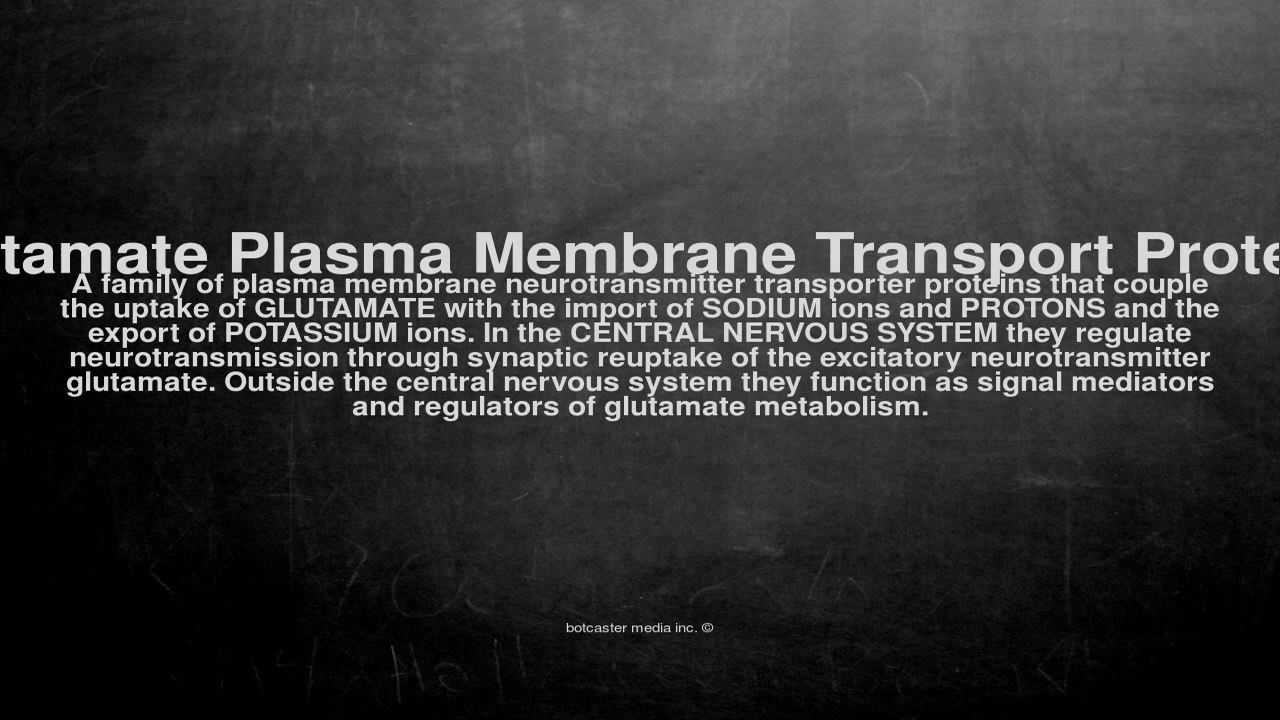 tamate Plasma Membrane Transport Prote
A family of plasma membrane neurotransmitter transporter proteins that couple
the uptake of GLUTAMATE with the import of SODIUM ions and PROTONS and the
export of POTASSIUM ions. In the CENTRAL NERVOUS SYSTEM they regulate
neurotransmission through synaptic reuptake of the excitatory neurotransmitter
glutamate. Outside the central nervous system they function as signal mediators
and regulators of glutamate metabolism.
botcaster media inc. ©